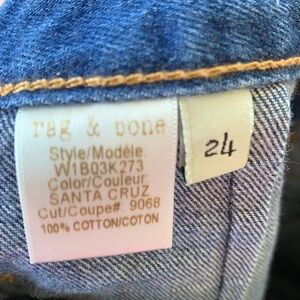 rag & bone
Style/Modèle:
W1B03K273
Color/Couleur:
SANTA CRUZ
Cut/Coupe#: 9068
100% COTTON/COTON
24